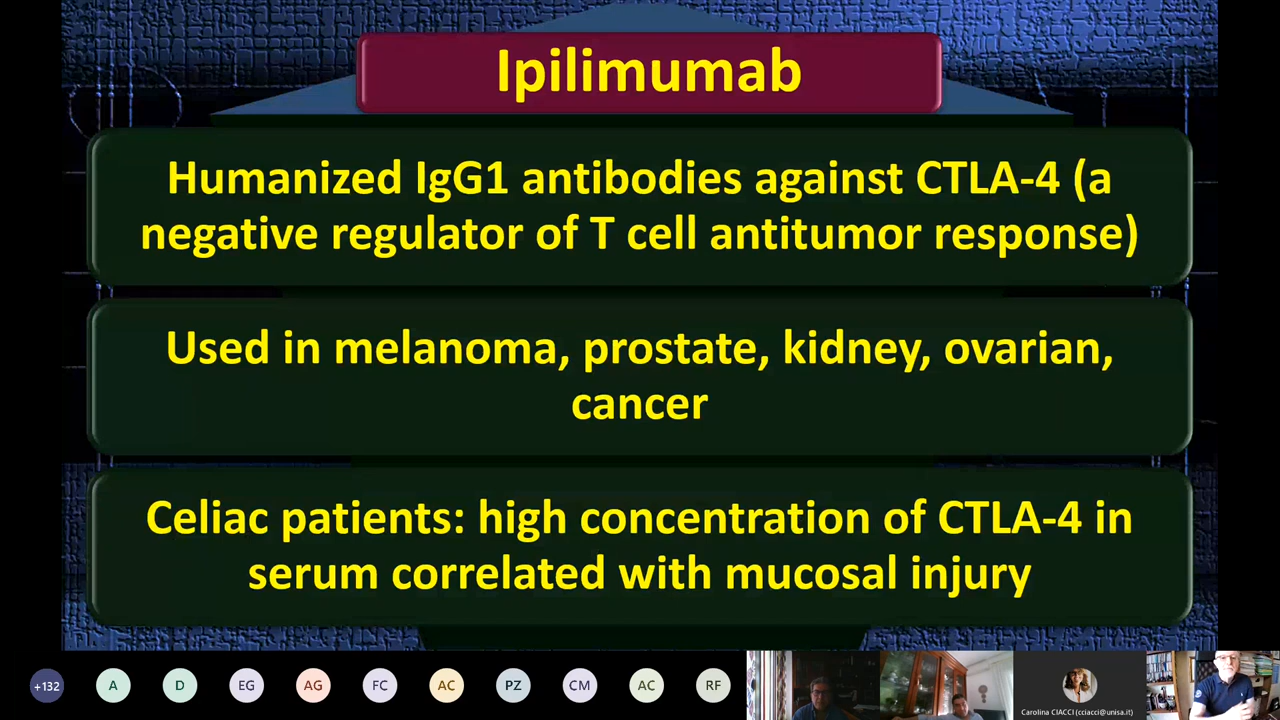 Ipilimumab
Humanized IgG1 antibodies against CTLA-4 (a
negative regulator of T cell antitumor response)
Used in melanoma, prostate, kidney, ovarian,
cancer
Celiac patients: high concentration of CTLA-4 in
serum correlated with mucosal injury
+132 A D EG AG FC AC PZ CM AC RF
Carolina CIACCI (cciacci@unisa.it)